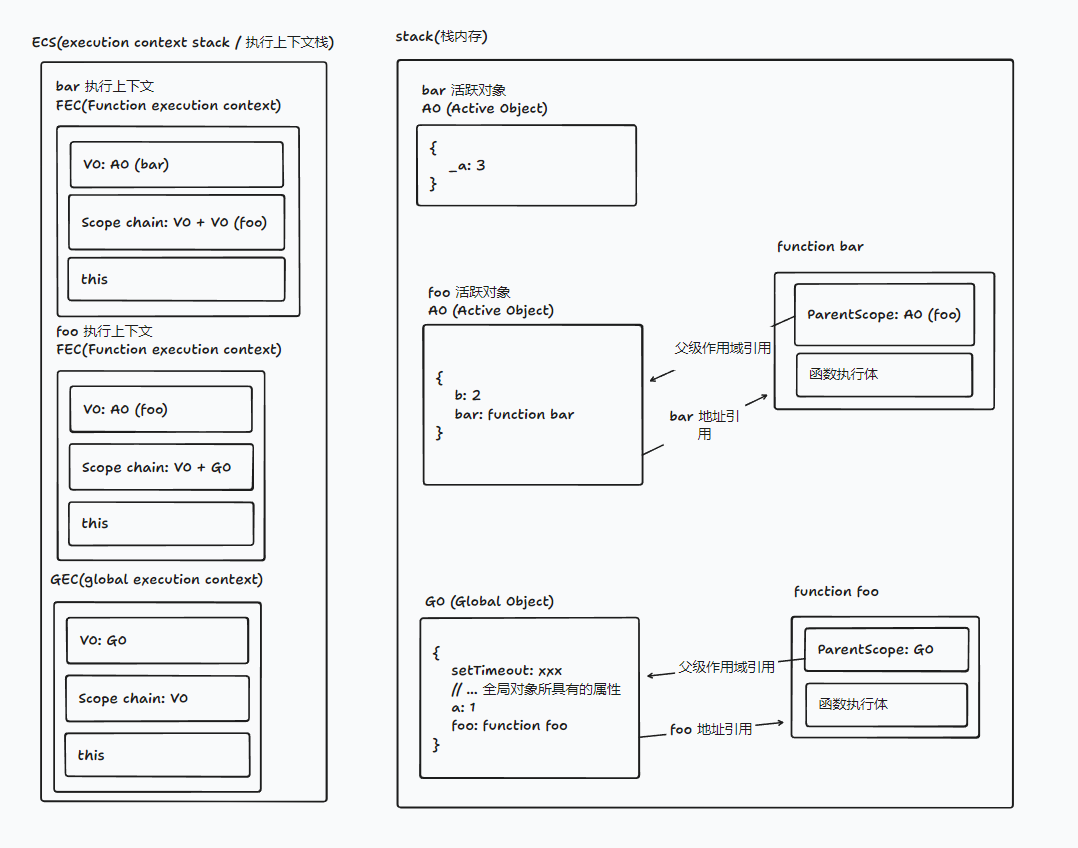 ECS(execution context stack / 执行上下文栈)
bar 执行上下文
FEC(Function execution context)
VO: AO (bar)
Scope chain: VO + VO (foo)
this
foo 执行上下文
FEC(Function execution context)
VO: AO (foo)
Scope chain: VO + GO
this
GEC(global execution context)
VO: GO
Scope chain: VO
this
stack(栈内存)
bar 活跃对象
AO (Active Object)
{
_a: 3
}
function bar
ParentScope: AO (foo)
函数执行体
foo 活跃对象
AO (Active Object)
{
b: 2
bar: function bar
}
父级作用域引用
bar 地址引
用
function foo
ParentScope: GO
函数执行体
GO (Global Object)
{
setTimeout: xxx
// ... 全局对象所具有的属性
a: 1
foo: function foo
}
父级作用域引用
foo 地址引用